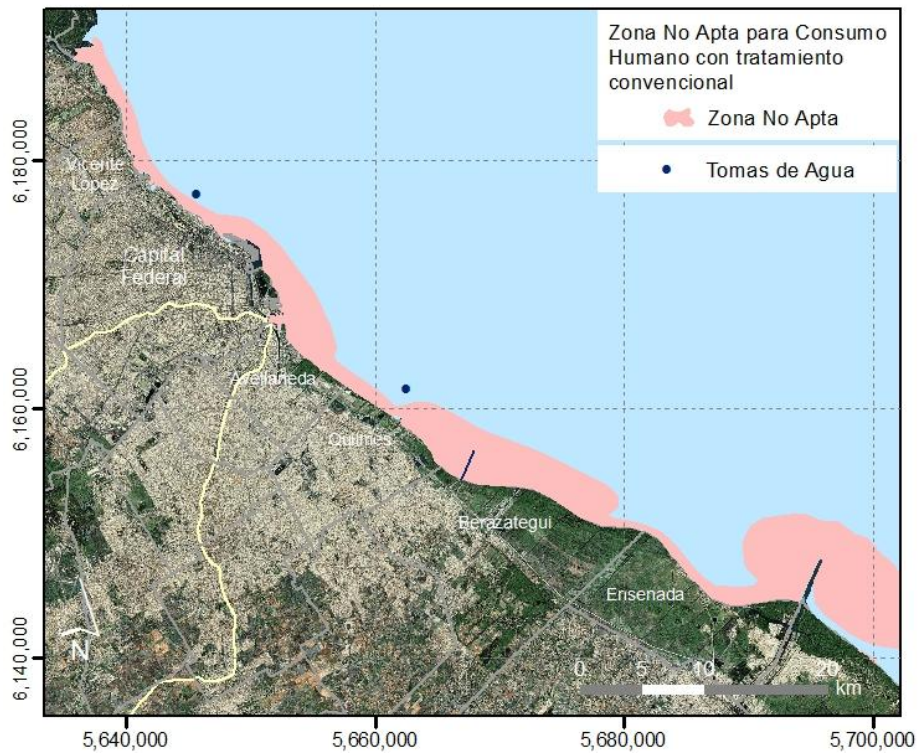 Zona No Apta para Consumo
Humano con tratamiento
convencional
Zona No Apta
Tomas de Agua
6,180,000
6,160,000
6,140,000
Vicente
López
Capital
Federal
Avellaneda
Quilmes
Berazategui
Ensenada
N
0 5 10 20
km
5,640,000 5,660,000 5,680,000 5,700,000